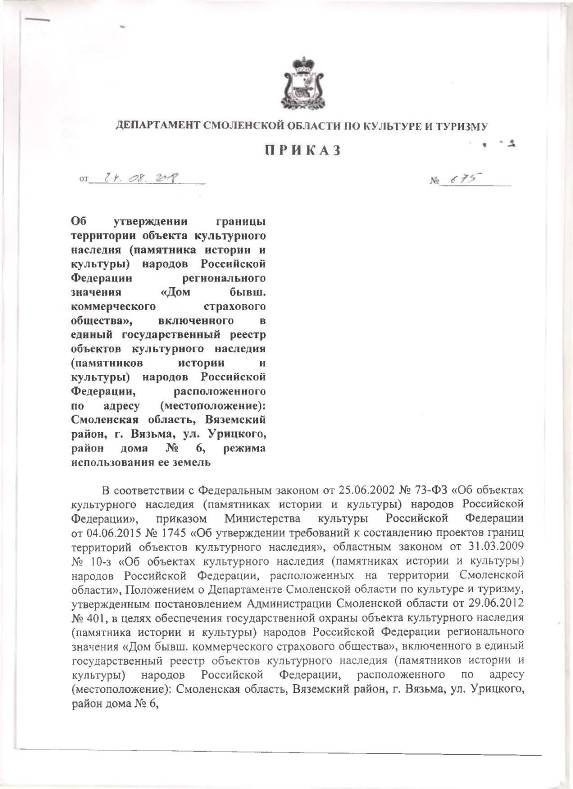 ДЕПАРТАМЕНТ СМОЛЕНСКОЙ ОБЛАСТИ ПО КУЛЬТУРЕ И ТУРИЗМУ
ПРИКАЗ
от 24.08. № 675
Об утверждении границы
территории объекта культурного
наследия (памятника истории и
культуры) народов Российской
Федерации регионального
значения «Дом бывш.
коммерческого страхового
общества», включенного в
единый государственный реестр
объектов культурного наследия
(памятников истории и
культуры) народов Российской
Федерации, расположенного
по адресу (местоположение):
Смоленская область, Вяземский
район, г. Вязьма, ул. Урицкого,
район дома № 6, режима
использования ее земель
В соответствии с Федеральным законом от 25.06.2002 № 73-ФЗ «Об объектах
культурного наследия (памятниках истории и культуры) народов Российской
Федерации», приказом Министерства культуры Российской Федерации
от 04.06.2015 № 1745 «Об утверждении требований к составлению проектов границ
территорий объектов культурного наследия», областным законом от 31.03.2009
№ 10-з «Об объектах культурного наследия (памятниках истории и культуры)
народов Российской Федерации, расположенных на территории Смоленской
области», Положением о Департаменте Смоленской области по культуре и туризму,
утвержденным постановлением Администрации Смоленской области от 29.06.2012
№ 401, в целях обеспечения государственной охраны объекта культурного наследия
(памятника истории и культуры) народов Российской Федерации регионального
значения «Дом бывш. коммерческого страхового общества», включенного в единый
государственный реестр объектов культурного наследия (памятников истории и
культуры) народов Российской Федерации, расположенного по адресу
(местоположение): Смоленская область, Вяземский район, г. Вязьма, ул. Урицкого,
район дома № 6,